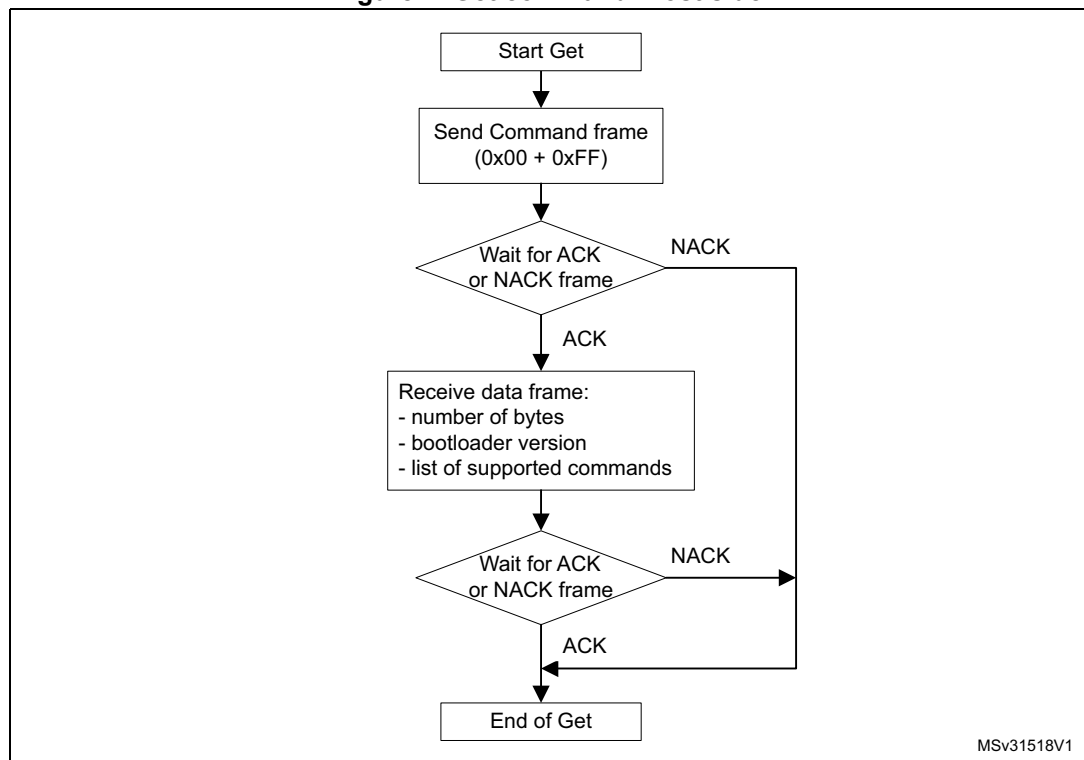 Start Get
Send Command frame
(0x00 + 0xFF)
Wait for ACK
or NACK frame
NACK
ACK
Receive data frame:
- number of bytes
- bootloader version
- list of supported commands
Wait for ACK
or NACK frame
NACK
ACK
End of Get
MSv31518V1